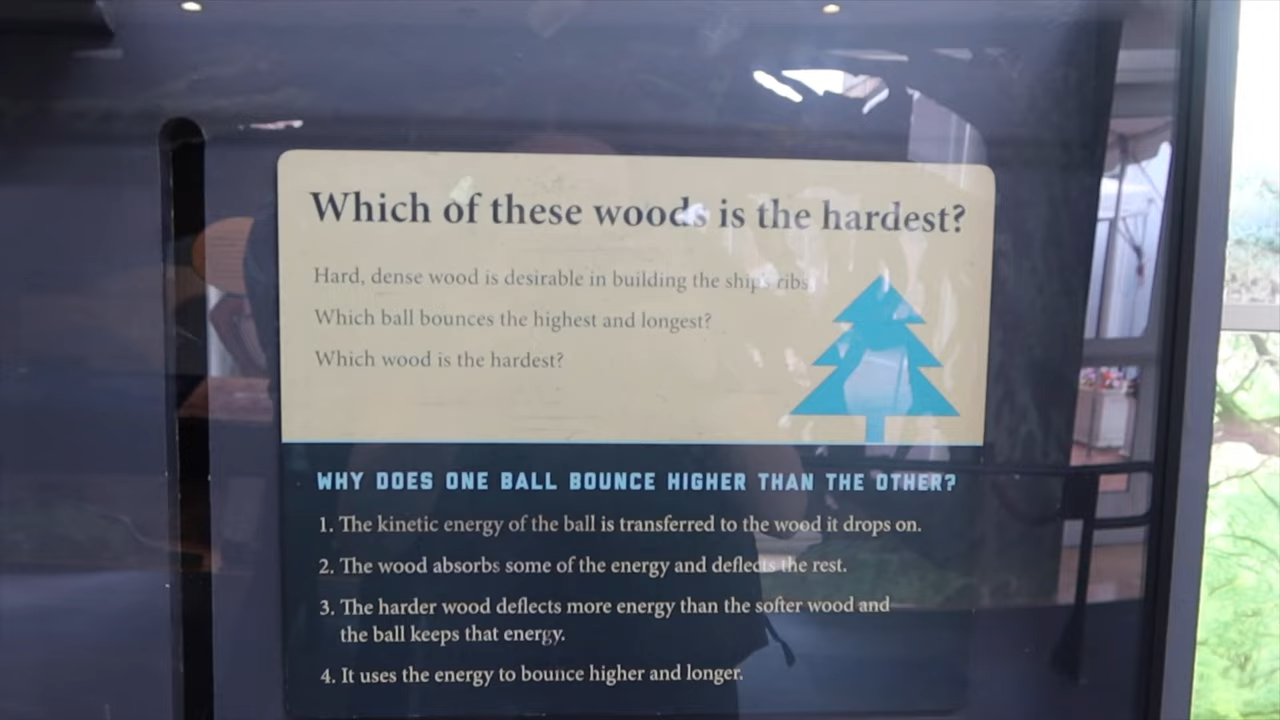 Which of these woods is the hardest?
Hard, dense wood is desirable in building the ship's ribs.
Which ball bounces the highest and longest?
Which wood is the hardest?
WHY DOES ONE BALL BOUNCE HIGHER THAN THE OTHER?
1. The kinetic energy of the ball is transferred to the wood it drops on.
2. The wood absorbs some of the energy and deflects the rest.
3. The harder wood deflects more energy than the softer wood and
the ball keeps that energy.
4. It uses the energy to bounce higher and longer.